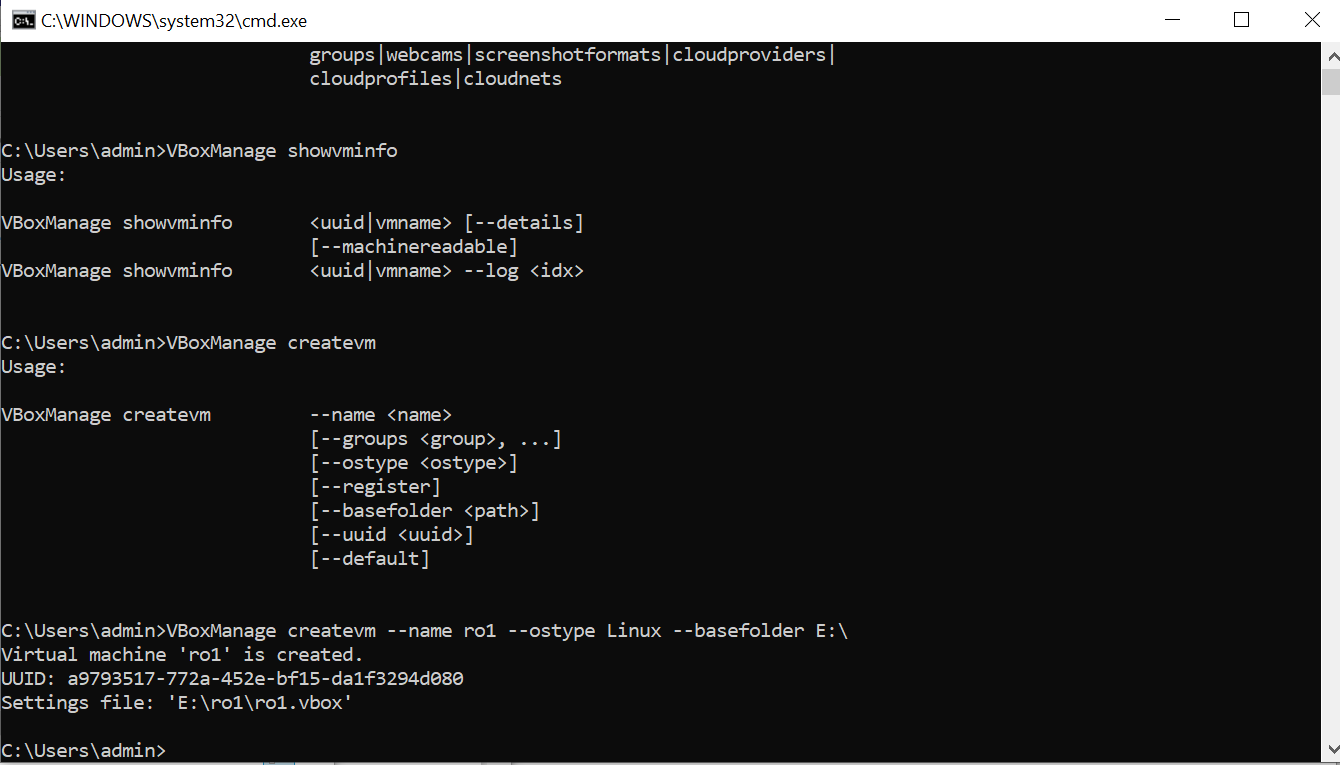 C:\WINDOWS\system32\cmd.exe
groups|webcams|screenshotformats|cloudproviders|
cloudprofiles|cloudnets
C:\Users\admin>VBoxManage showvminfo
Usage:
VBoxManage showvminfo <uuid|vmname> [--details]
[--machinereadable]
VBoxManage showvminfo <uuid|vmname> --log <idx>
C:\Users\admin>VBoxManage createvm
Usage:
VBoxManage createvm --name <name>
[--groups <group>, ...]
[--ostype <ostype>]
[--register]
[--basefolder <path>]
[--uuid <uuid>]
[--default]
C:\Users\admin>VBoxManage createvm --name ro1 --ostype Linux --basefolder E:\
Virtual machine 'ro1' is created.
UUID: a9793517-772a-452e-bf15-da1f3294d080
Settings file: 'E:\ro1\ro1.vbox'
C:\Users\admin>